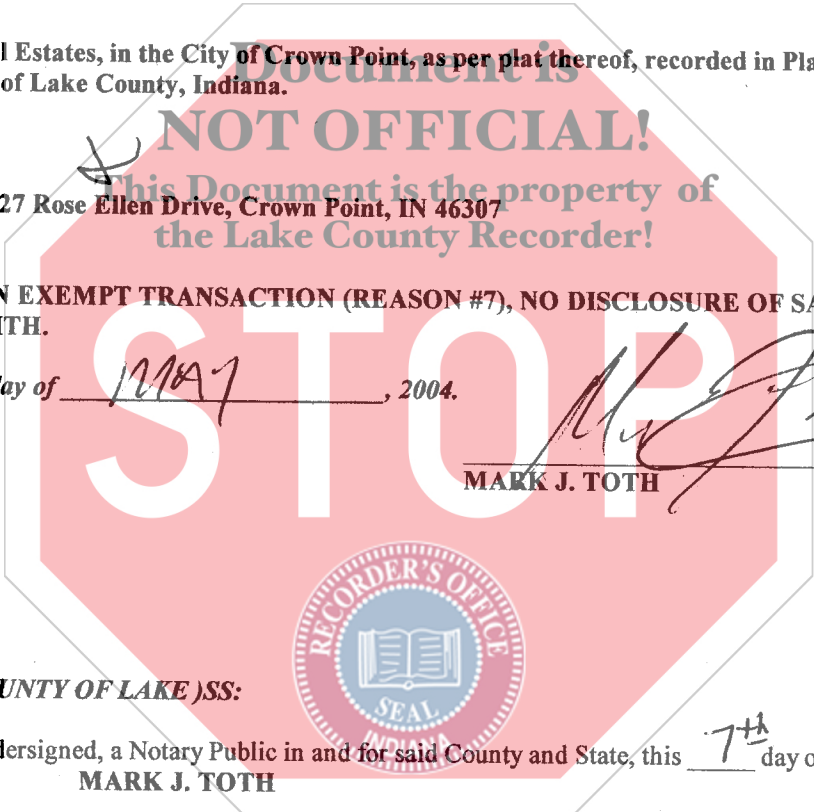 l Estates, in the City of Crown Point, as per plat thereof, recorded in Pla
of Lake County, Indiana.
Document is
NOT OFFICIAL!
This Document is the property of
the Lake County Recorder!
27 Rose Ellen Drive, Crown Point, IN 46307
N EXEMPT TRANSACTION (REASON #7), NO DISCLOSURE OF SA
ITH.
STOP
lay of MAY, 2004.
MARK J. TOTH
RECORDER'S OFFICE
SEAL
INDIANA
UNTY OF LAKE )SS:
dersigned, a Notary Public in and for said County and State, this 7th day o
MARK J. TOTH